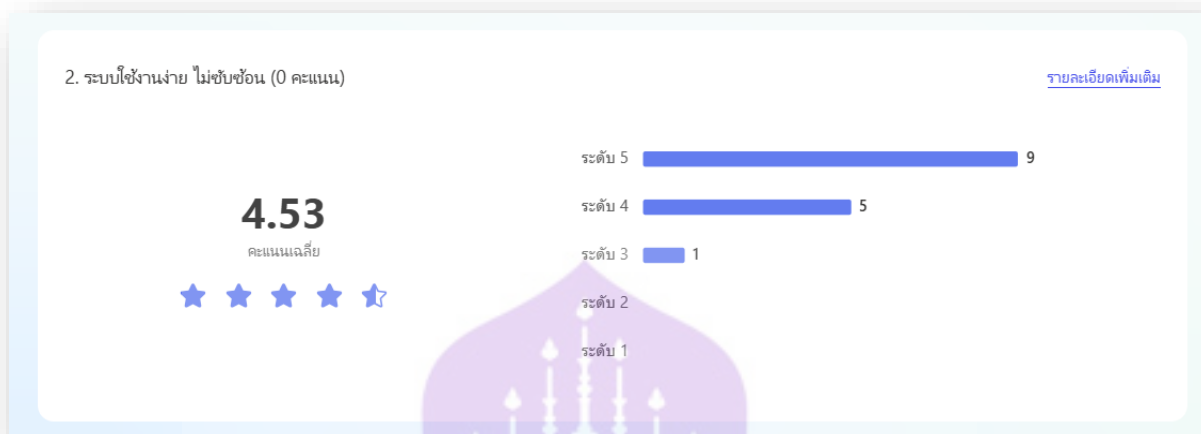 2. ระบบใช้งานง่าย ไม่ซับซ้อน (0 คะแนน)
รายละเอียดเพิ่มเติม
4.53
คะแนนเฉลี่ย
ระดับ 5 9
ระดับ 4 5
ระดับ 3 1
ระดับ 2
ระดับ 1